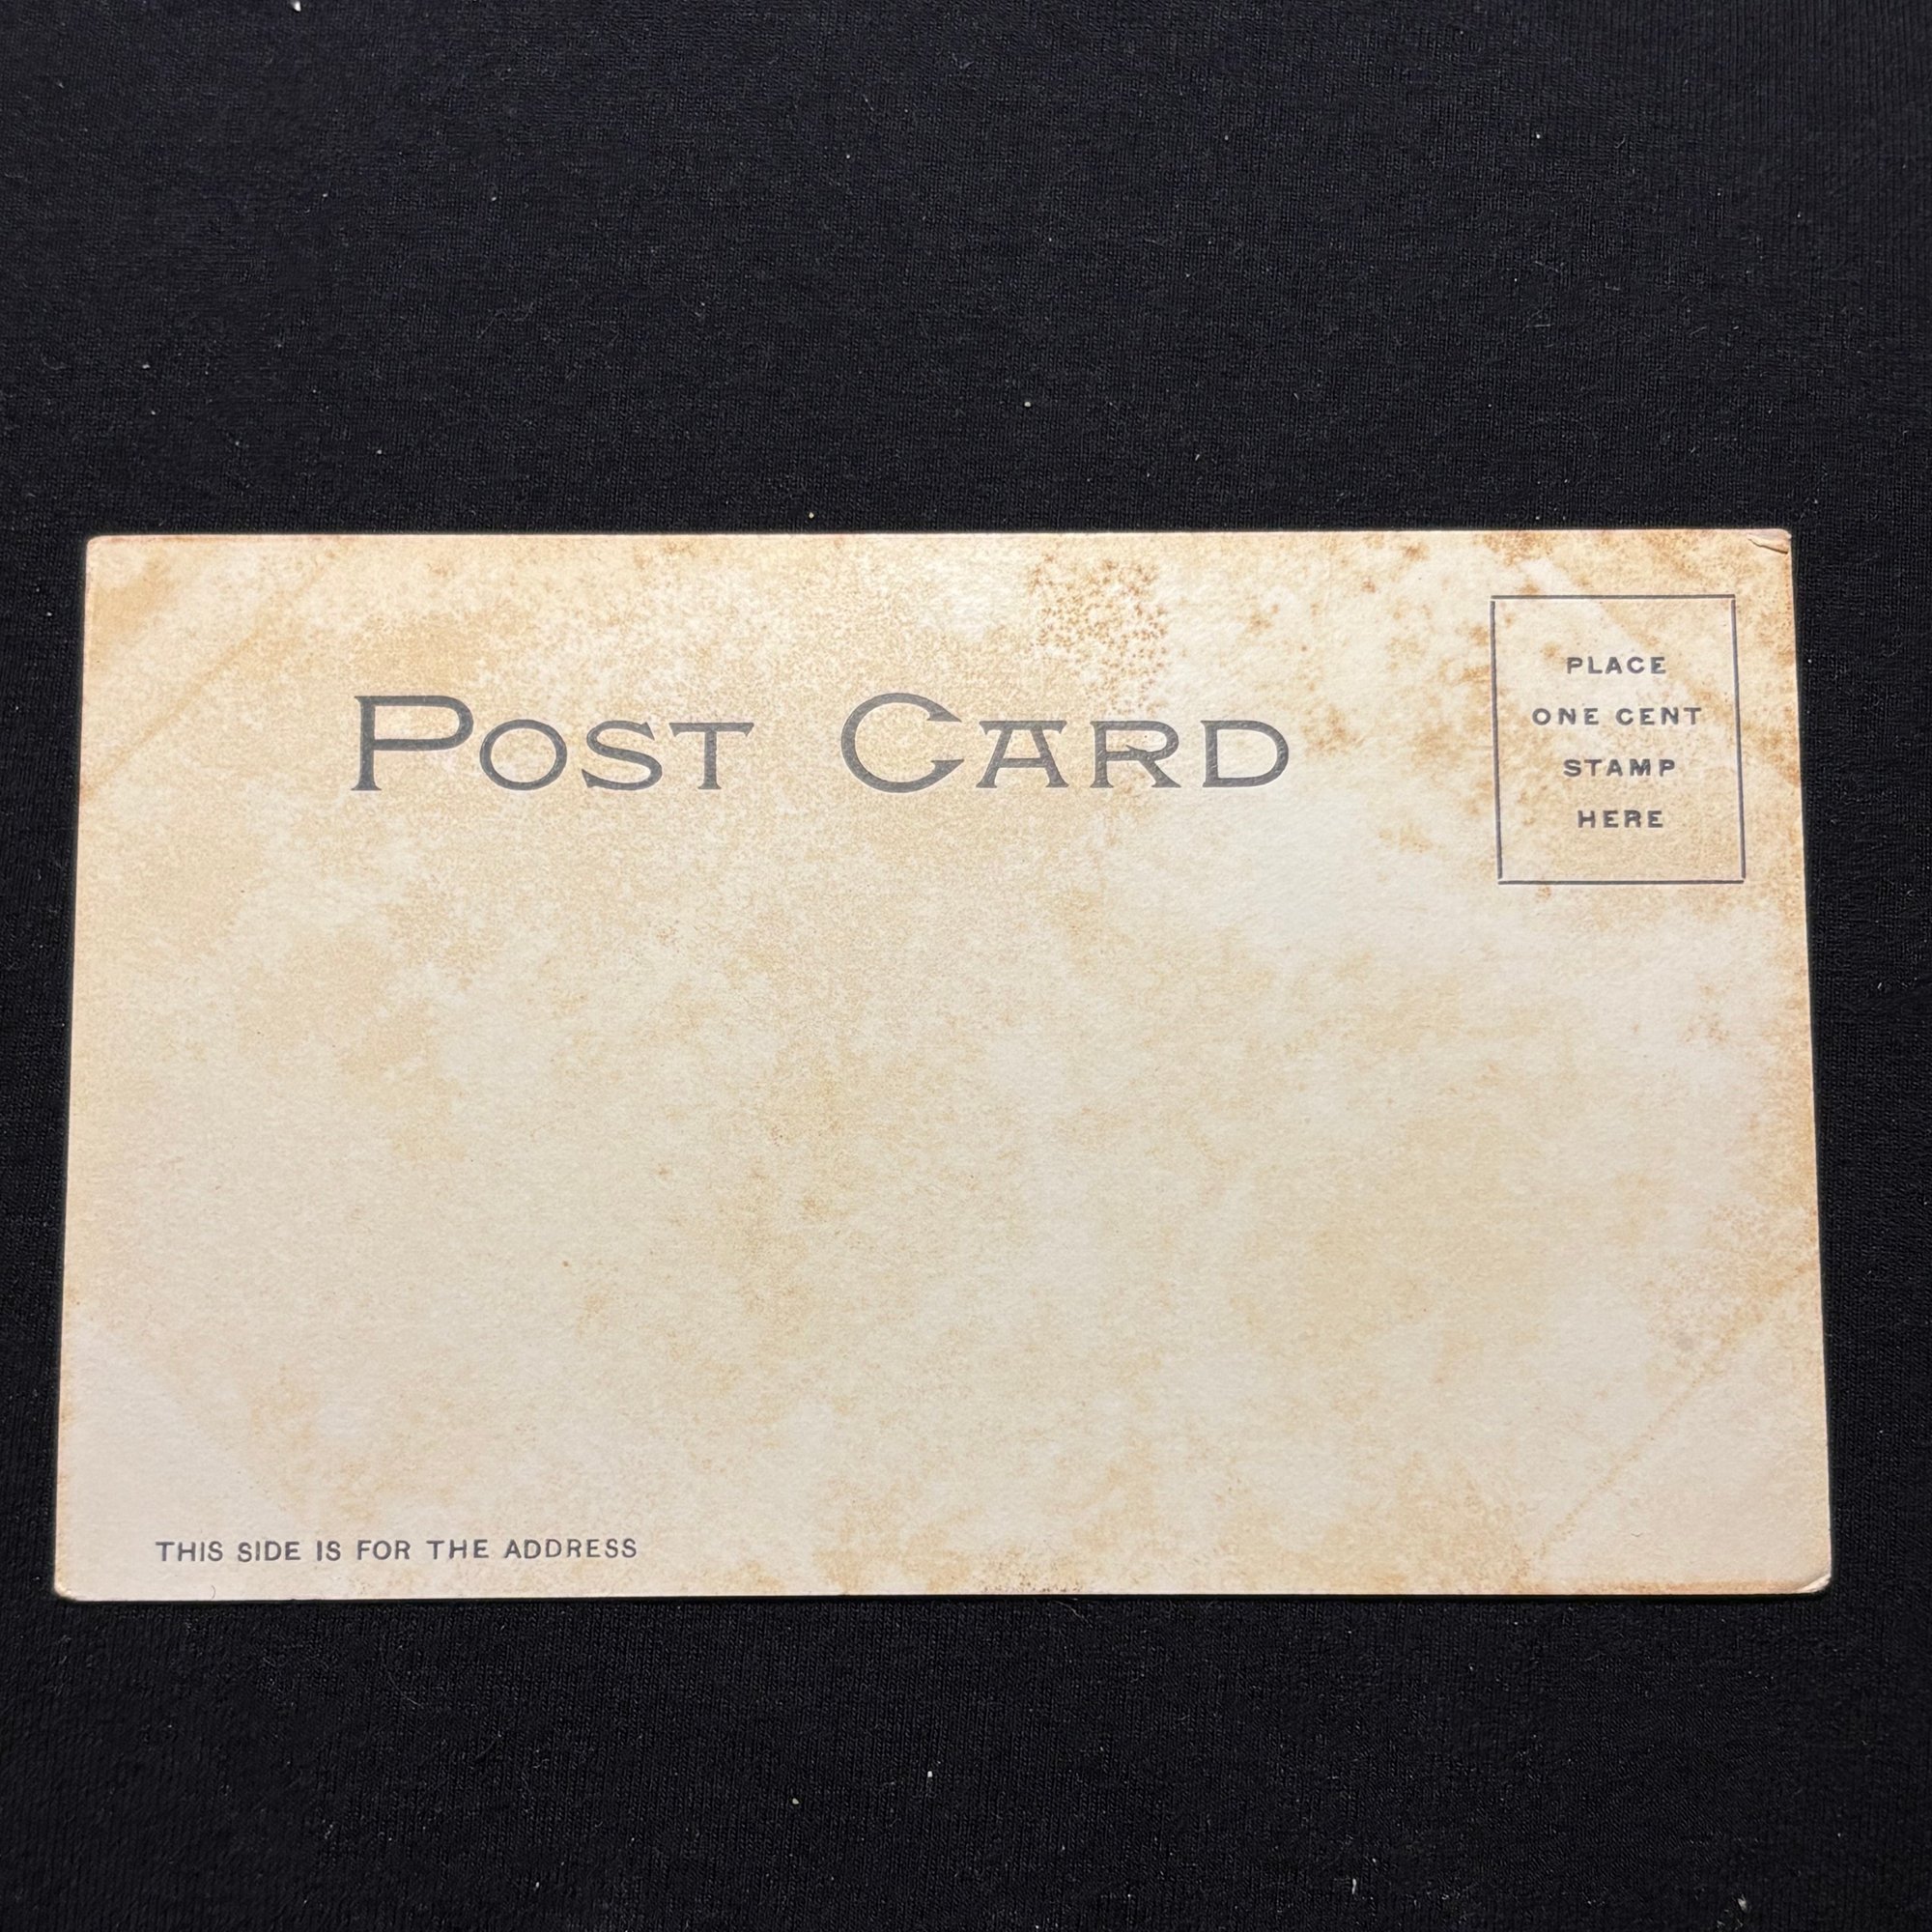 POST CARD
PLACE
ONE CENT
STAMP
HERE
THIS SIDE IS FOR THE ADDRESS